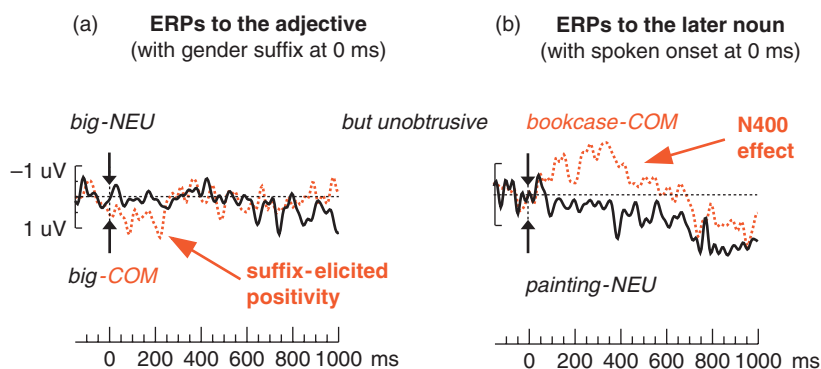 (a) ERPs to the adjective
(with gender suffix at 0 ms)
(b) ERPs to the later noun
(with spoken onset at 0 ms)
big-NEU
but unobtrusive
bookcase-COM
N400
effect
–1 uV
1 uV
big-COM
suffix-elicited
positivity
painting-NEU
0 200 400 600 800 1000 ms
0 200 400 600 800 1000 ms